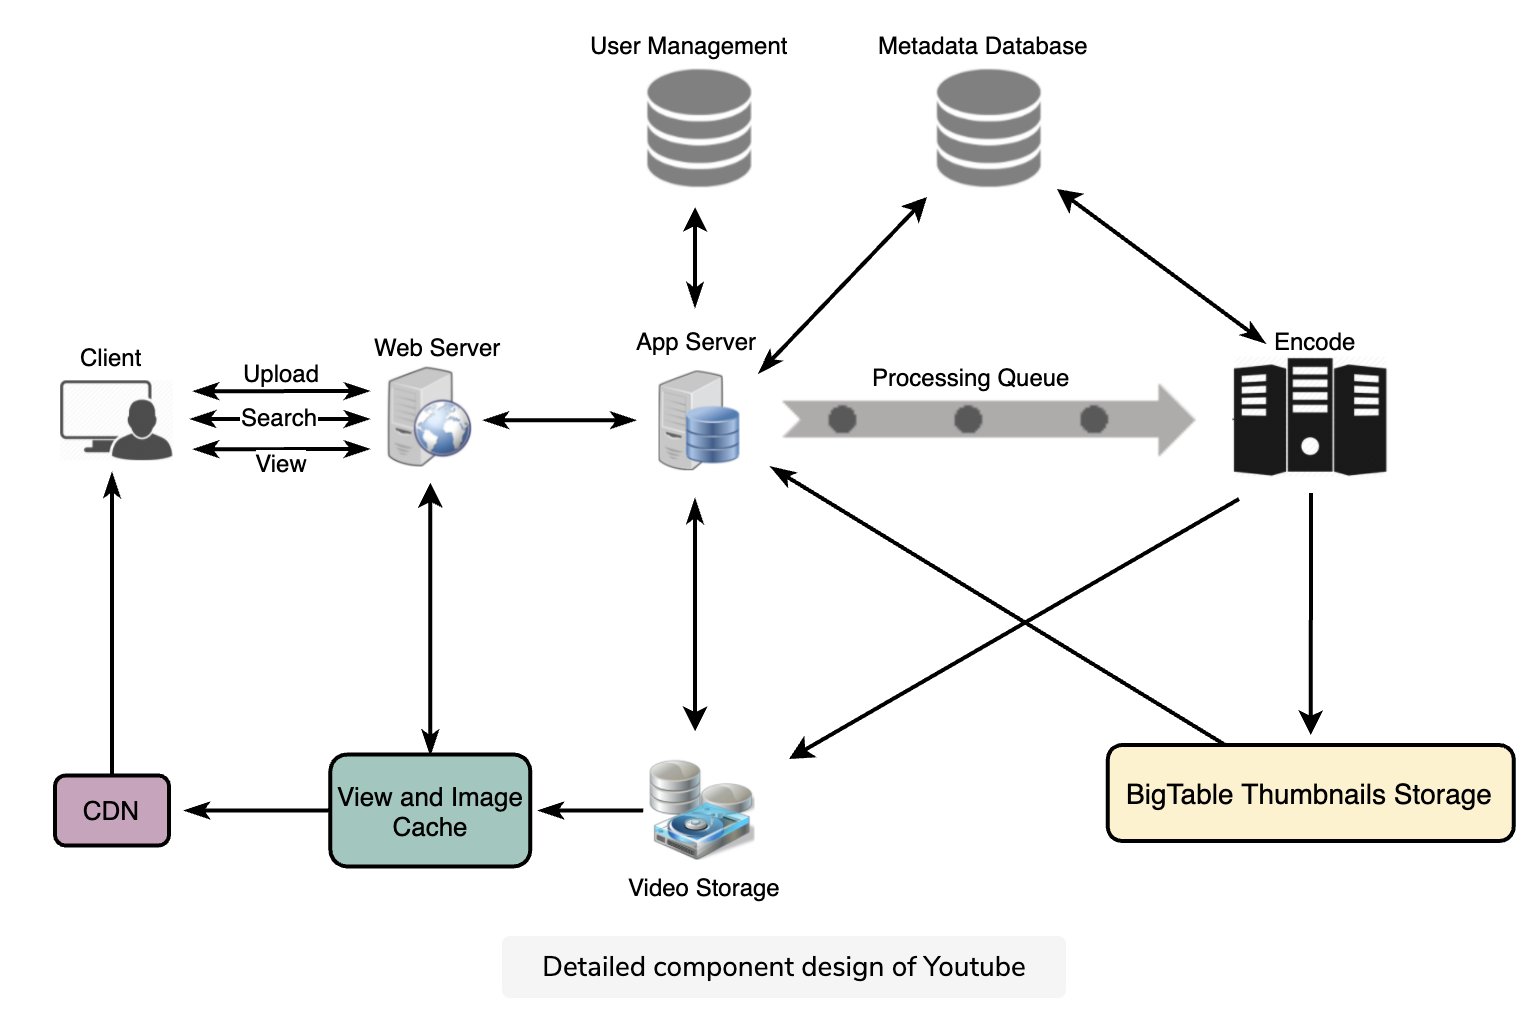 User Management
Metadata Database
Client
Upload
Search
View
Web Server
App Server
Processing Queue
Encode
CDN
View and Image
Cache
Video Storage
BigTable Thumbnails Storage
Detailed component design of Youtube